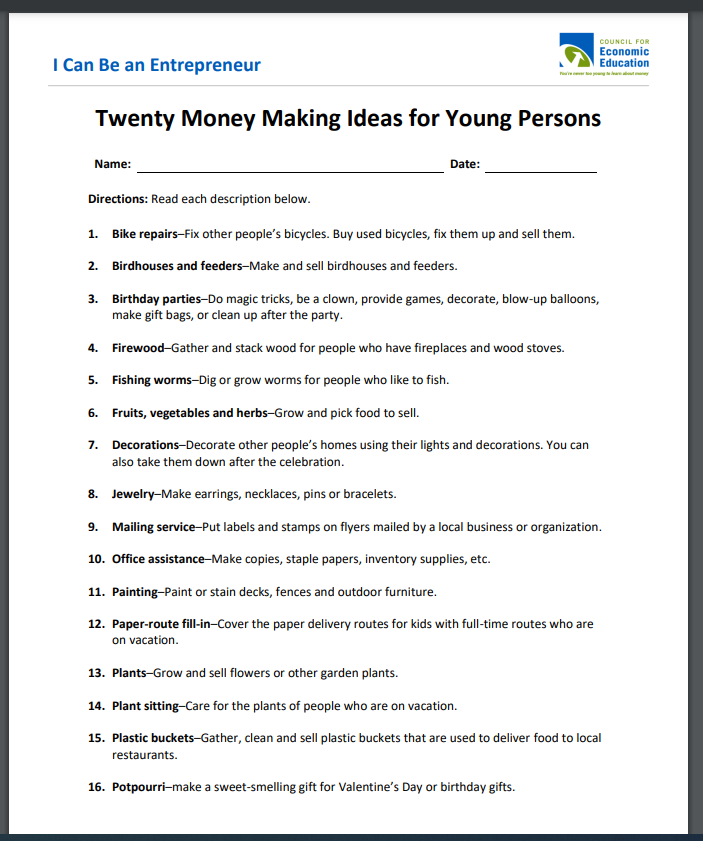 I Can Be an Entrepreneur
COUNCIL FOR
Economic
Education
You're never too young to learn about money
Twenty Money Making Ideas for Young Persons
Name: Date:
Directions: Read each description below.
1. Bike repairs–Fix other people's bicycles. Buy used bicycles, fix them up and sell them.
2. Birdhouses and feeders–Make and sell birdhouses and feeders.
3. Birthday parties–Do magic tricks, be a clown, provide games, decorate, blow-up balloons,
make gift bags, or clean up after the party.
4. Firewood–Gather and stack wood for people who have fireplaces and wood stoves.
5. Fishing worms–Dig or grow worms for people who like to fish.
6. Fruits, vegetables and herbs–Grow and pick food to sell.
7. Decorations–Decorate other people's homes using their lights and decorations. You can
also take them down after the celebration.
8. Jewelry–Make earrings, necklaces, pins or bracelets.
9. Mailing service–Put labels and stamps on flyers mailed by a local business or organization.
10. Office assistance–Make copies, staple papers, inventory supplies, etc.
11. Painting–Paint or stain decks, fences and outdoor furniture.
12. Paper-route fill-in–Cover the paper delivery routes for kids with full-time routes who are
on vacation.
13. Plants–Grow and sell flowers or other garden plants.
14. Plant sitting–Care for the plants of people who are on vacation.
15. Plastic buckets–Gather, clean and sell plastic buckets that are used to deliver food to local
restaurants.
16. Potpourri–make a sweet-smelling gift for Valentine's Day or birthday gifts.